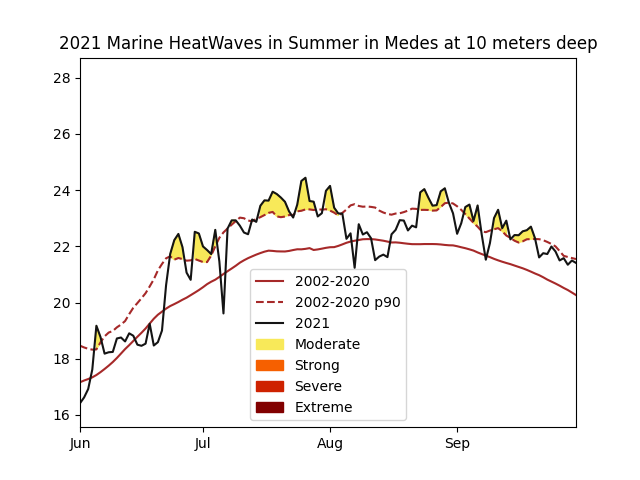 2021 Marine HeatWaves in Summer in Medes at 10 meters deep
28
26
24
22
20
18
16
2002-2020
2002-2020 p90
2021
Moderate
Strong
Severe
Extreme
Jun Jul Aug Sep